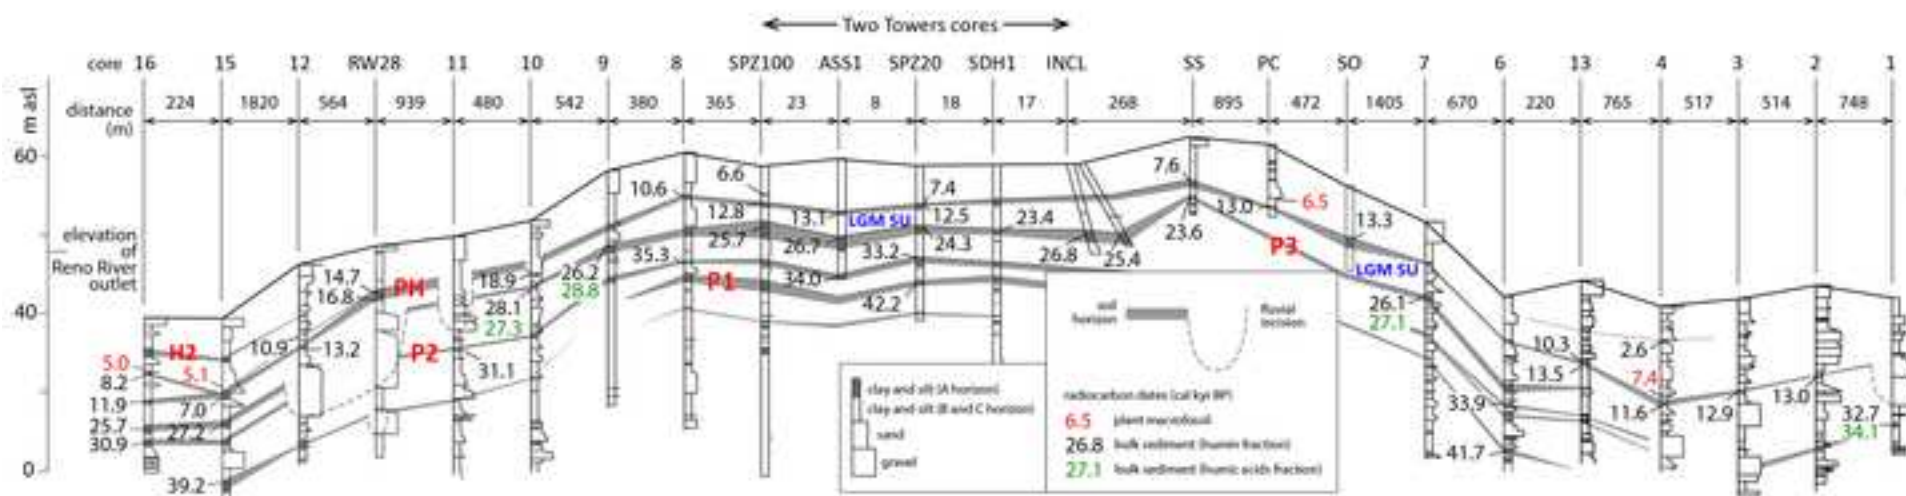 Two Towers cores
core 16 15 12 RW28 11 10 9 8 SPZ100 ASS1 SPZ20 SDH1 INCL SS PC SO 7 6 13 4 3 2 1
distance (m) 224 1820 564 939 480 542 380 365 23 8 18 17 268 895 472 1405 670 220 765 517 514 748
m asl
60
40
0
elevation
of
Reno River
outlet
5.0
8.2
11.9
25.7
30.9
H2
5.1
7.0
27.2
39.2
10.9
14.7
16.8
13.2
PH
P2
18.9
28.1
27.3
31.1
26.2
28.8
10.6
35.3
6.6
12.8
25.7
P1
13.1
26.7
34.0
LGM SU
33.2
42.2
7.4
12.5
24.3
23.4
26.8
25.4
7.6
23.6
13.0
6.5
P3
13.3
LGM SU
26.1
27.1
33.9
41.7
10.3
13.5
2.6
7.4
11.6
12.9
13.0
32.7
34.1
clay and silt (A horizon)
clay and silt (B and C horizon)
sand
gravel
soil
horizon
fluvial
incision
radiocarbon dates (cal kyr BP)
6.5 plant macrofossil
26.8 bulk sediment (humin fraction)
27.1 bulk sediment (humic acids fraction)